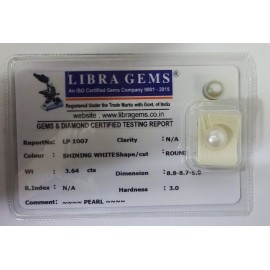 LIBRA GEMS®
An ISO Certified Gems Company 9001 - 2015
Registered Under the Trade Marks with Govt. of India
website : www.libragems.co.in
GEMS & DIAMOND CERTIFIED TESTING REPORT
ReportNo: LP 1007 Clarity : N/A
Colour : SHINING WHITE Shape/cut : ROUND
Wt : 3.64 cts Dimension : 8.8-8.7-5.0
R.Index : N/A Hardness : 3.0
Comment : ~~~~ PEARL ~~~~